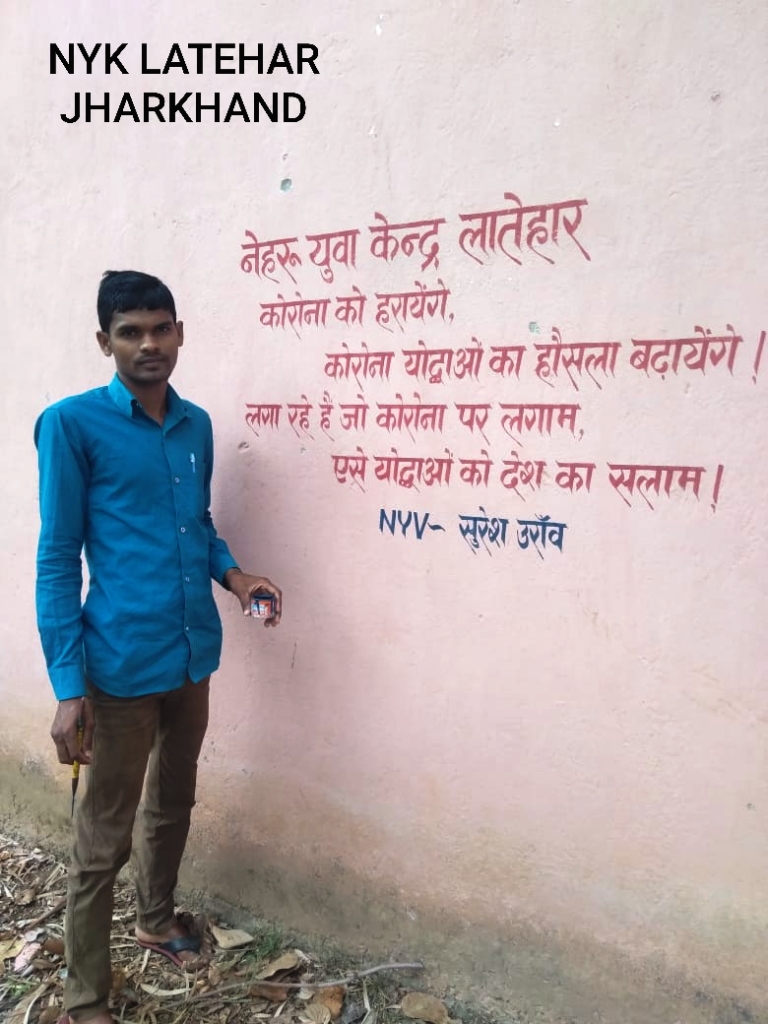 NYK LATEHAR
JHARKHAND
नेहरू युवा केन्द्र लातेहार
कोरोना को हरायेंगे,
कोरोना योद्धाओं का हौसला बढ़ायेंगे !
लगा रहे हैं जो कोरोना पर लगाम,
एसे योद्धाओं को देश का सलाम !
NYV- सुरेश उराँव